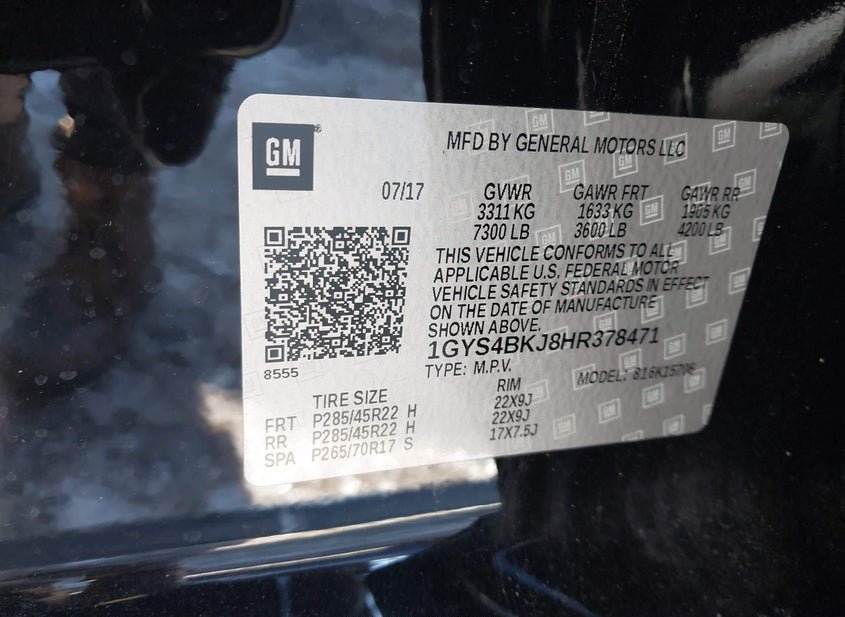 GM
MFD BY GENERAL MOTORS LLC
07/17 GVWR GAWR FRT GAWR RR
3311 KG 1633 KG 1905 KG
7300 LB 3600 LB 4200 LB
THIS VEHICLE CONFORMS TO ALL
APPLICABLE U.S. FEDERAL MOTOR
VEHICLE SAFETY STANDARDS IN EFFECT
ON THE DATE OF MANUFACTURE
SHOWN ABOVE.
1GYS4BKJ8HR378471
8555
TYPE: M.P.V. MODEL: 816K15706
TIRE SIZE RIM
FRT P285/45R22 H 22X9J
RR P285/45R22 H 22X9J
SPA P265/70R17 S 17X7.5J